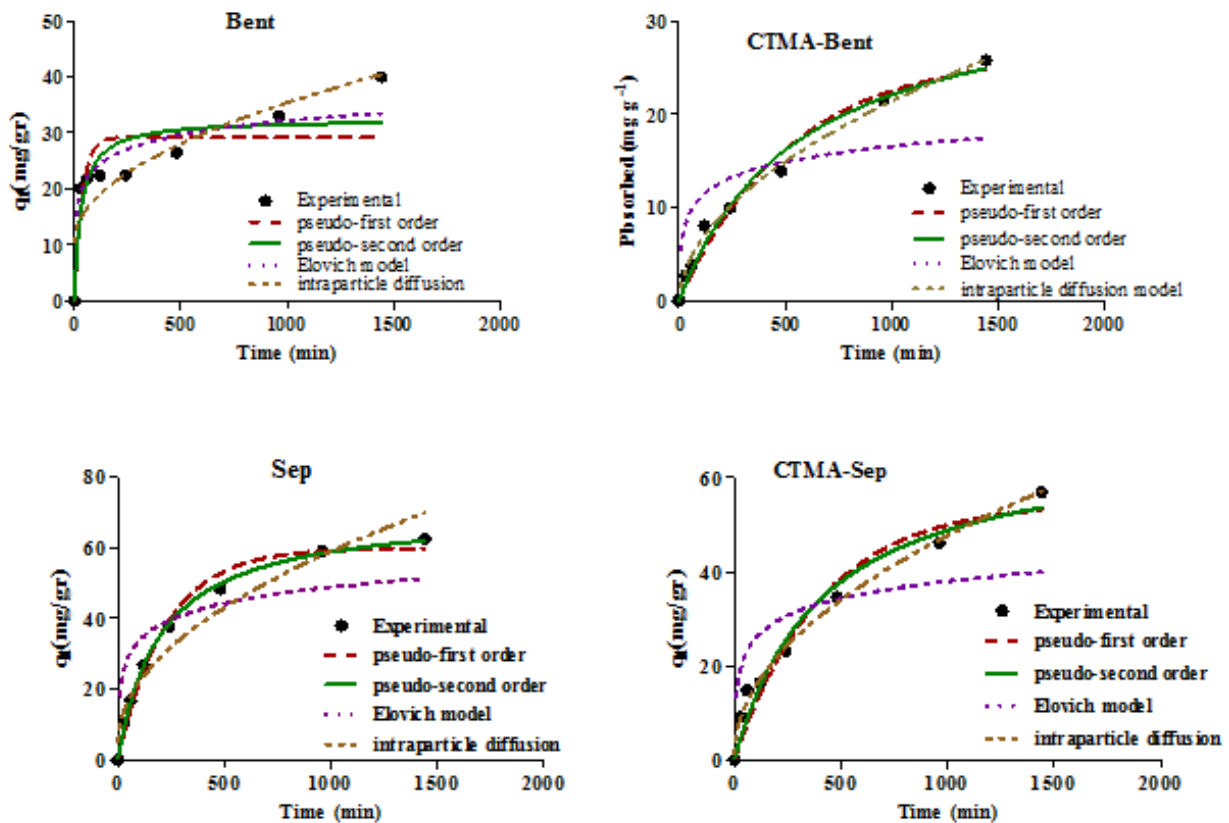 Bent
50
40
30
20
10
0
qt(mg/gr)
Experimental
pseudo-first order
pseudo-second order
Elovich model
intraparticle diffusion
0 500 1000 1500 2000
Time (min)
CTMA-Bent
30
20
10
0
Pbsorbed (mg g-1)
Experimental
pseudo-first order
pseudo-second order
Elovich model
intraparticle diffusion model
0 500 1000 1500 2000
Time (min)
Sep
80
60
40
20
0
qt(mg/gr)
Experimental
pseudo-first order
pseudo-second order
Elovich model
intraparticle diffusion
0 500 1000 1500 2000
Time (min)
CTMA-Sep
60
40
20
0
qt(mg/gr)
Experimental
pseudo-first order
pseudo-second order
Elovich model
intraparticle diffusion
0 500 1000 1500 2000
Time (min)